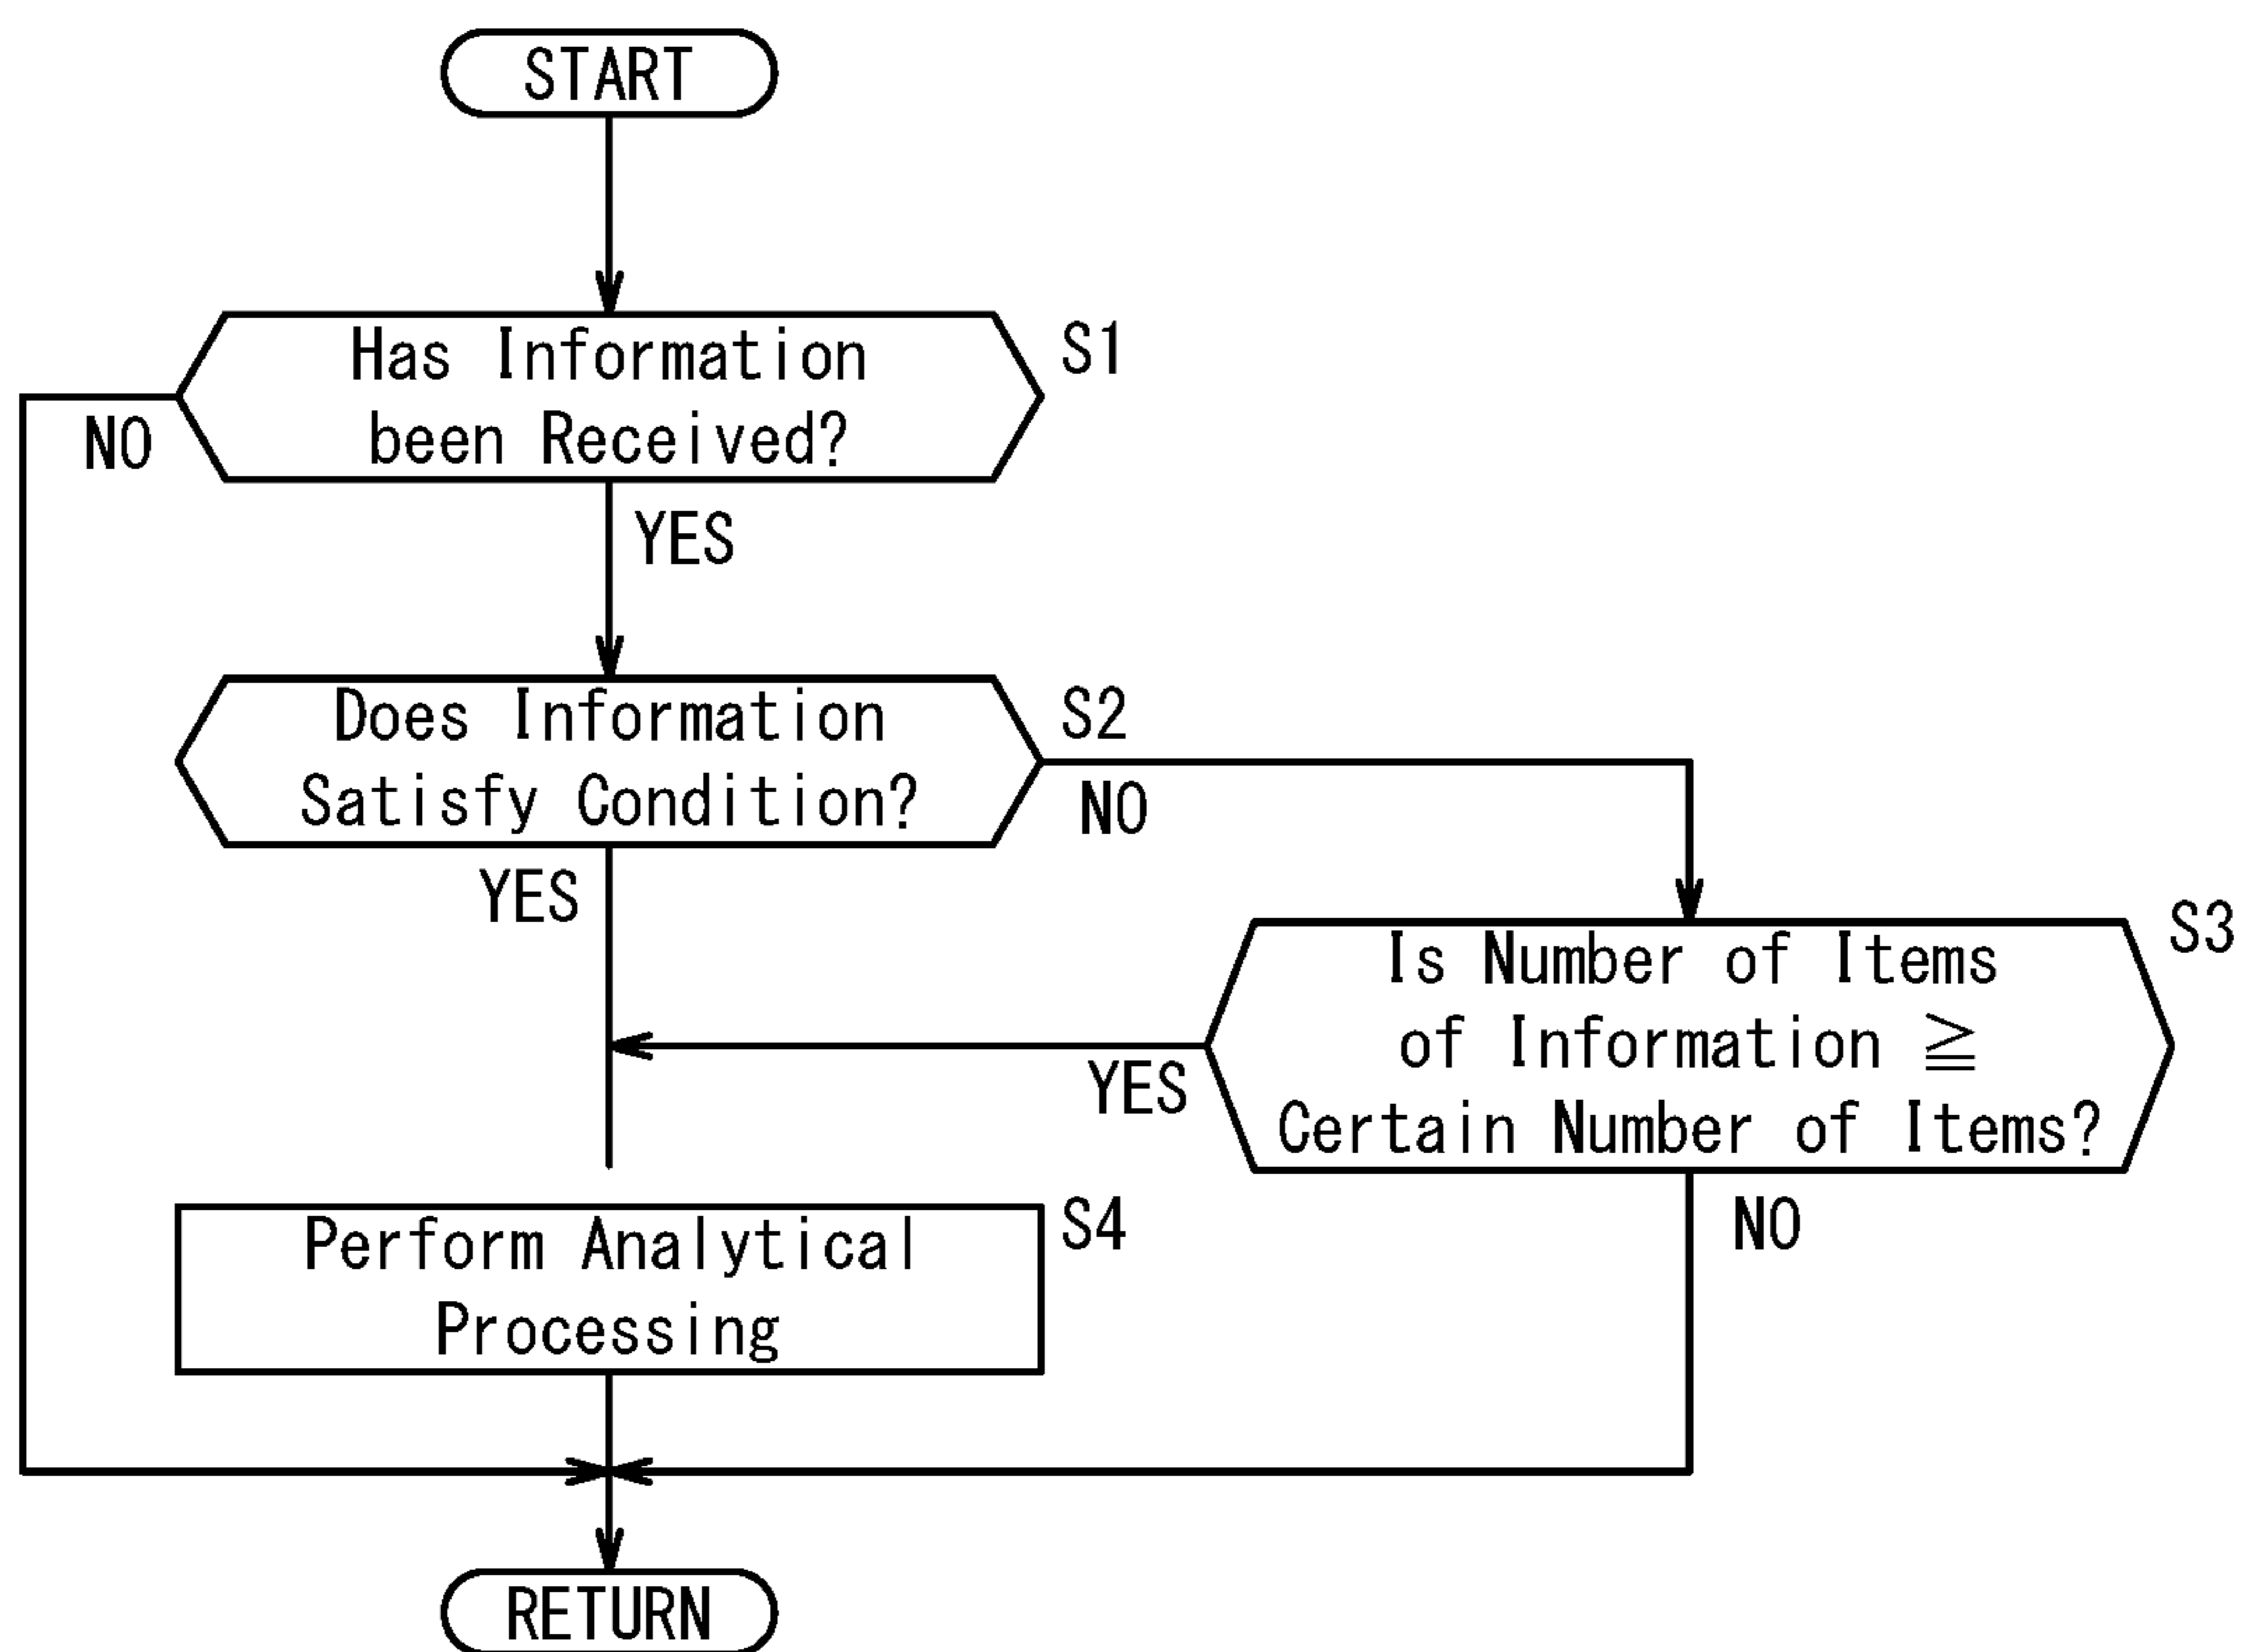 START
Has Information
been Received?
S1
NO
YES
Does Information
Satisfy Condition?
S2
NO
YES
Is Number of Items
of Information ≧
Certain Number of Items?
S3
YES
NO
Perform Analytical
Processing
S4
RETURN